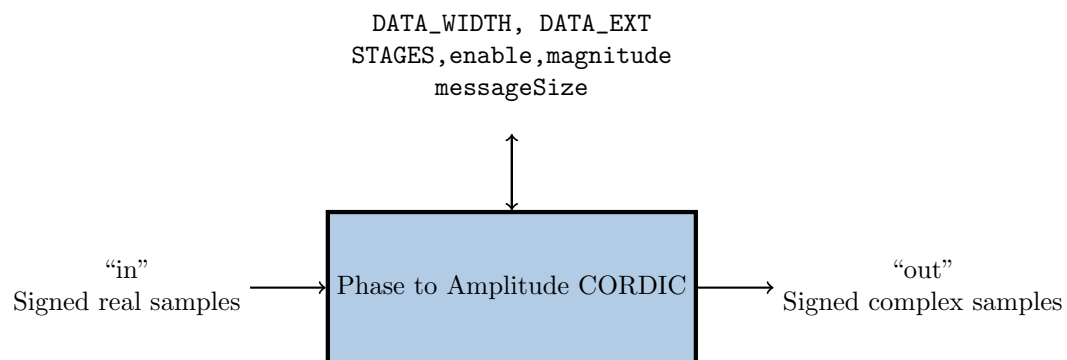 DATA_WIDTH, DATA_EXT
STAGES,enable,magnitude
messageSize
“in”
Signed real samples
Phase to Amplitude CORDIC
“out”
Signed complex samples